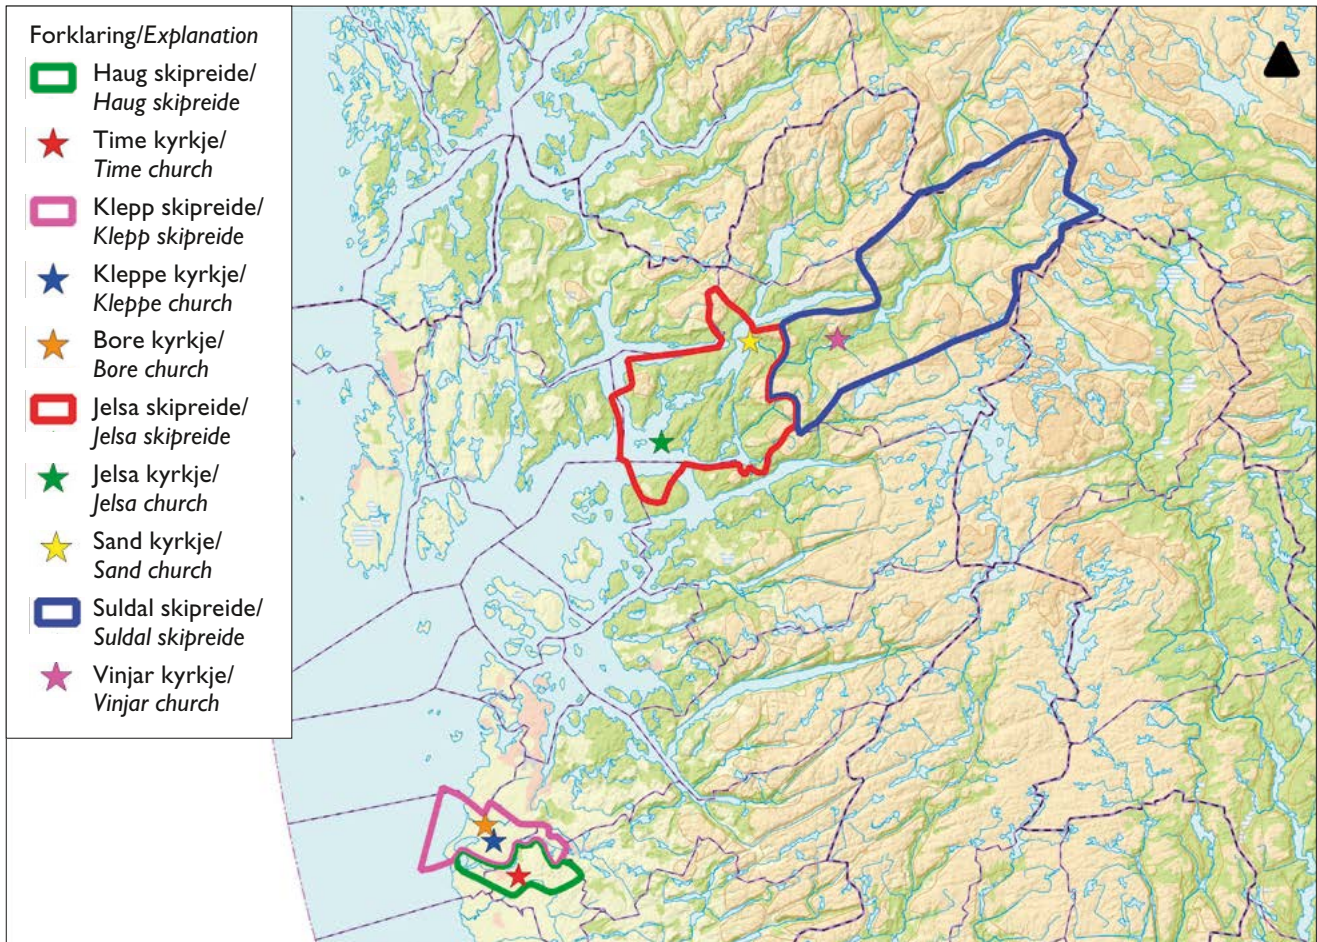 Forklaring/Explanation
Haug skipreide/
Haug skipreide
Time kyrkje/
Time church
Klepp skipreide/
Klepp skipreide
Kleppe kyrkje/
Kleppe church
Bore kyrkje/
Bore church
Jelsa skipreide/
Jelsa skipreide
Jelsa kyrkje/
Jelsa church
Sand kyrkje/
Sand church
Suldal skipreide/
Suldal skipreide
Vinjar kyrkje/
Vinjar church